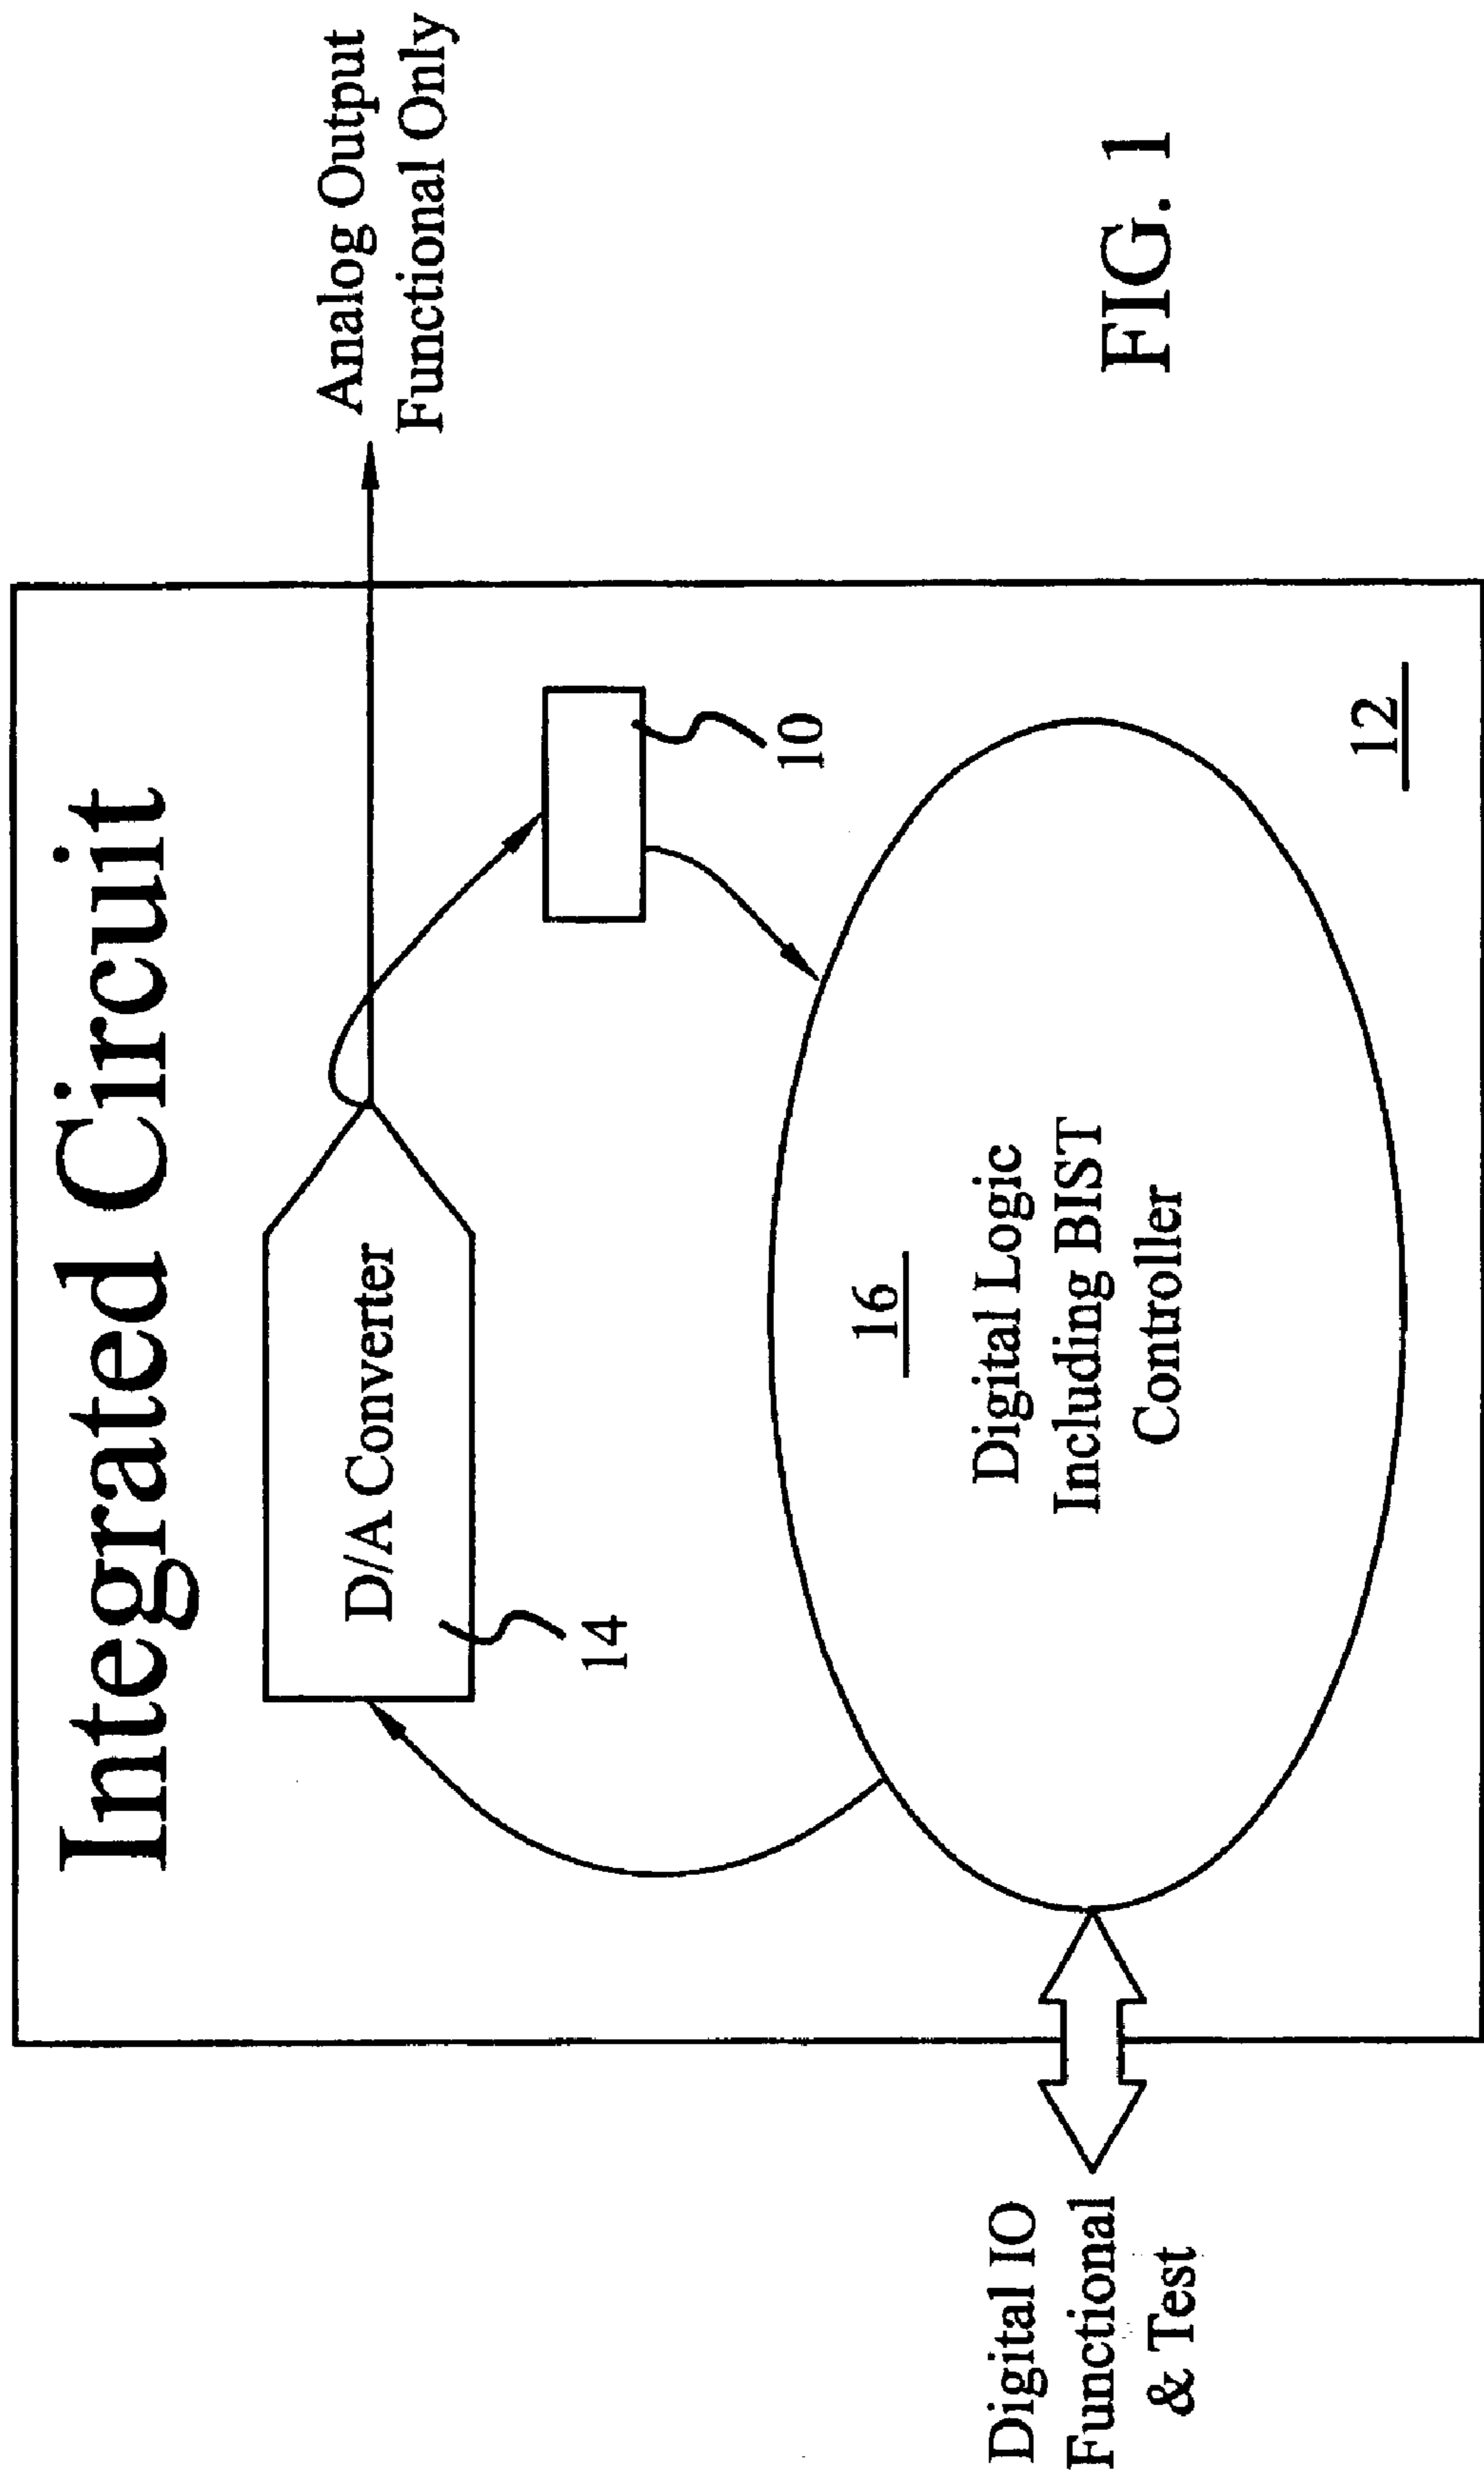 Integrated Circuit
Analog Output
Functional Only
D/A Converter
14
10
16
Digital Logic
Including BIST
Controller
12
Digital IO
Functional
& Test
FIG. 1